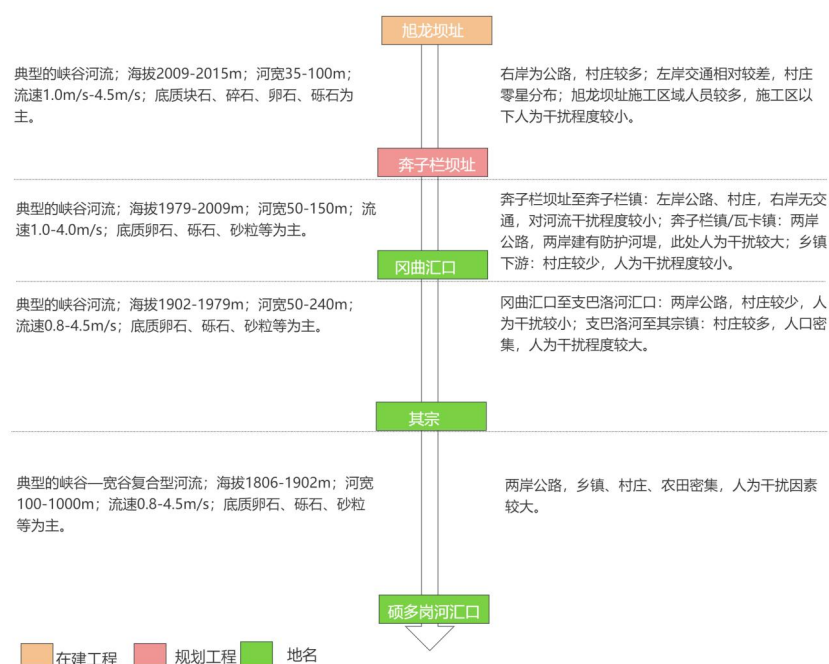 旭龙坝址
典型的峡谷河流；海拔2009-2015m；河宽35-100m；
流速1.0m/s-4.5m/s；底质块石、碎石、卵石、砾石为
主。
右岸为公路，村庄较多；左岸交通相对较差，村庄
零星分布；旭龙坝址施工区域人员较多，施工区以
下人为干扰程度较小。
奔子栏坝址
典型的峡谷河流；海拔1979-2009m；河宽50-150m；流
速1.0-4.0m/s；底质卵石、砾石、砂粒等为主。
奔子栏坝址至奔子栏镇：左岸公路、村庄，右岸无交
通，对河流干扰程度较小；奔子栏镇/瓦卡镇：两岸
公路，两岸建有防护河堤，此处人为干扰较大；乡镇
下游：村庄较少，人为干扰程度较小。
冈曲汇口
典型的峡谷河流；海拔1902-1979m；河宽50-240m；
流速0.8-4.5m/s；底质卵石、砾石、砂粒等为主。
冈曲汇口至支巴洛河汇口：两岸公路，村庄较少，人
为干扰较小；支巴洛河至其宗镇：村庄较多，人口密
集，人为干扰程度较大。
其宗
典型的峡谷—宽谷复合型河流；海拔1806-1902m；河宽
100-1000m；流速0.8-4.5m/s；底质卵石、砾石、砂粒
等为主。
两岸公路，乡镇、村庄、农田密集，人为干扰因素
较大。
硕多岗河汇口
在建工程 规划工程 地名